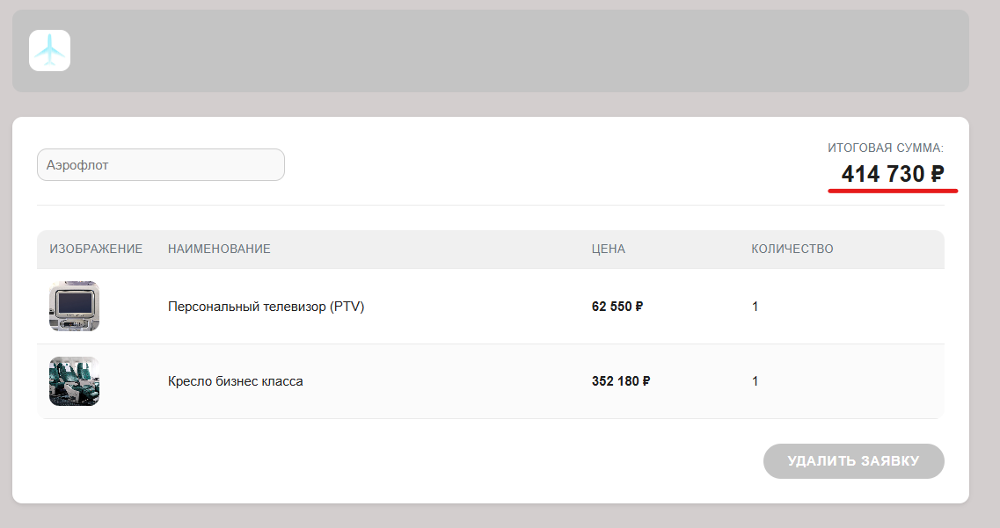 Аэрофлот
ИТОГОВАЯ СУММА:
414 730 ₽
ИЗОБРАЖЕНИЕ НАИМЕНОВАНИЕ ЦЕНА КОЛИЧЕСТВО
Персональный телевизор (PTV) 62 550 ₽ 1
Кресло бизнес класса 352 180 ₽ 1
УДАЛИТЬ ЗАЯВКУ